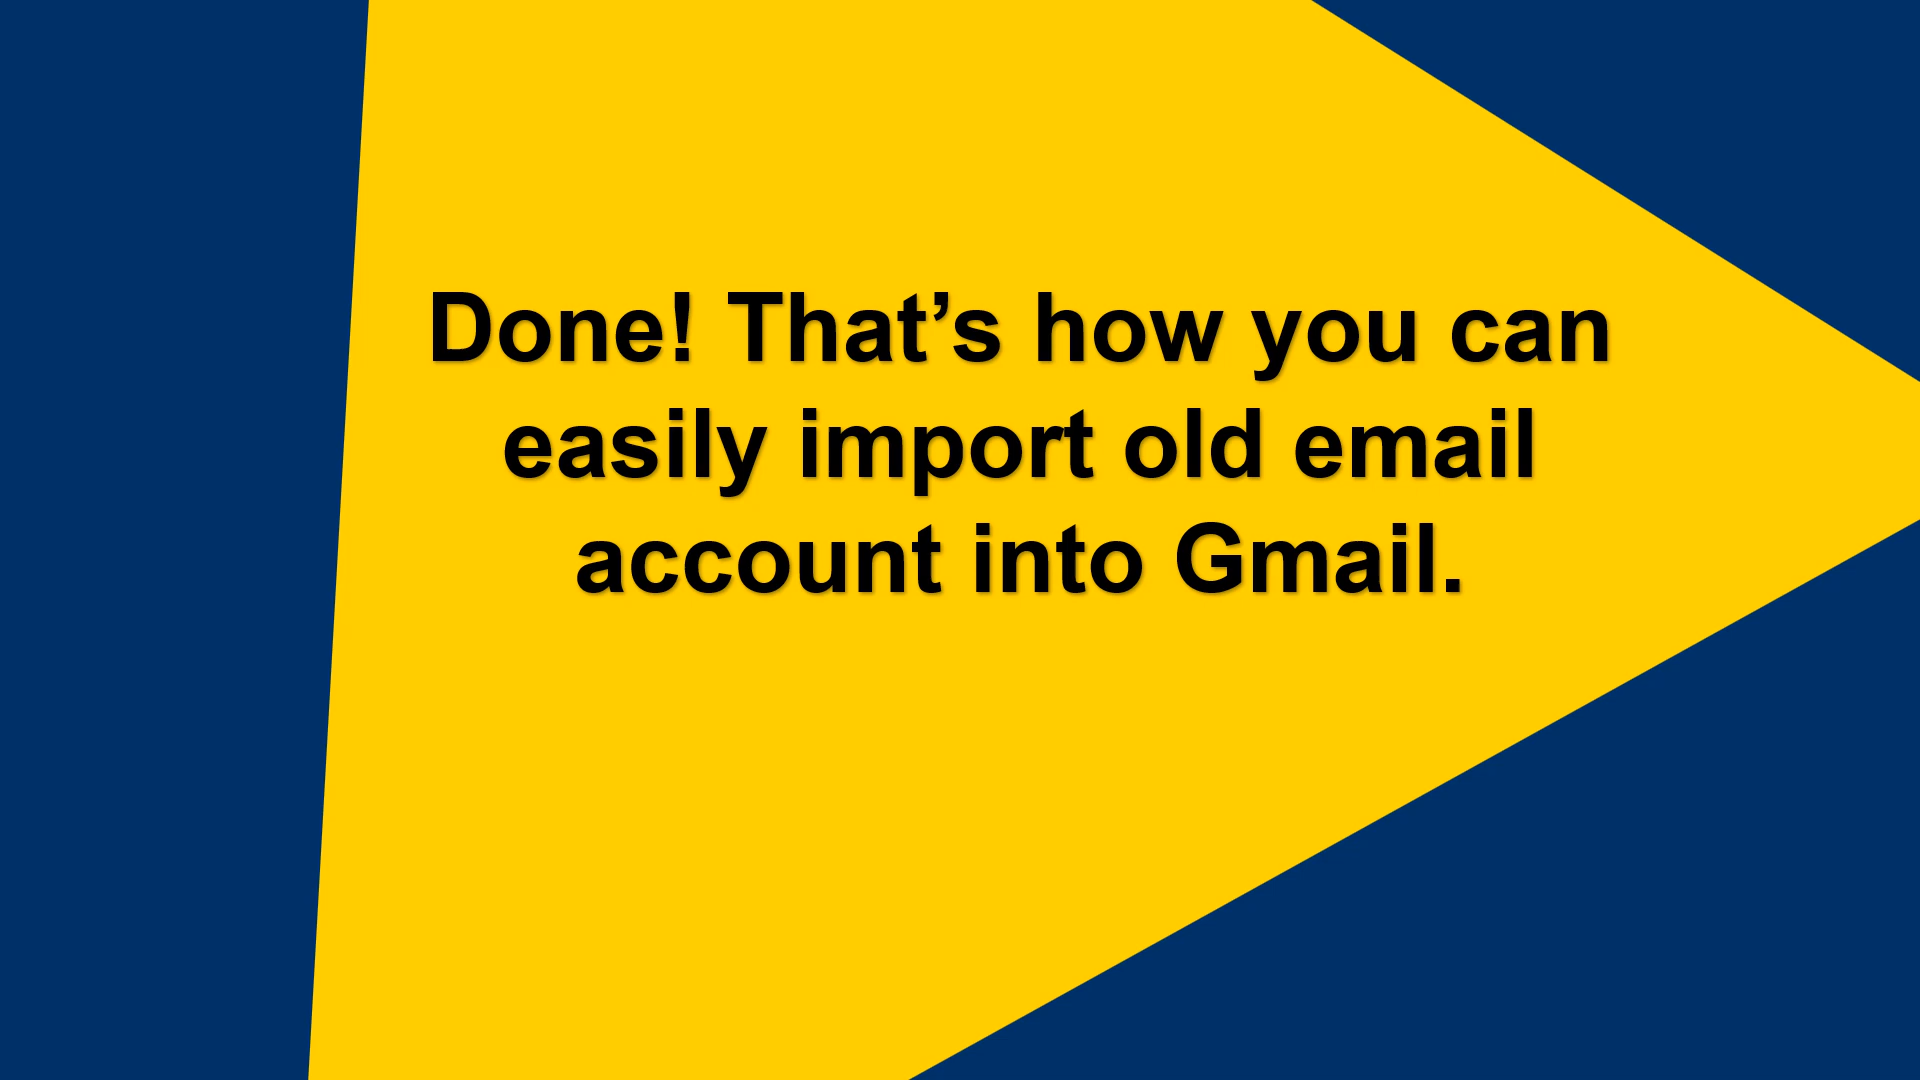 Done! That’s how you can
easily import old email
account into Gmail.